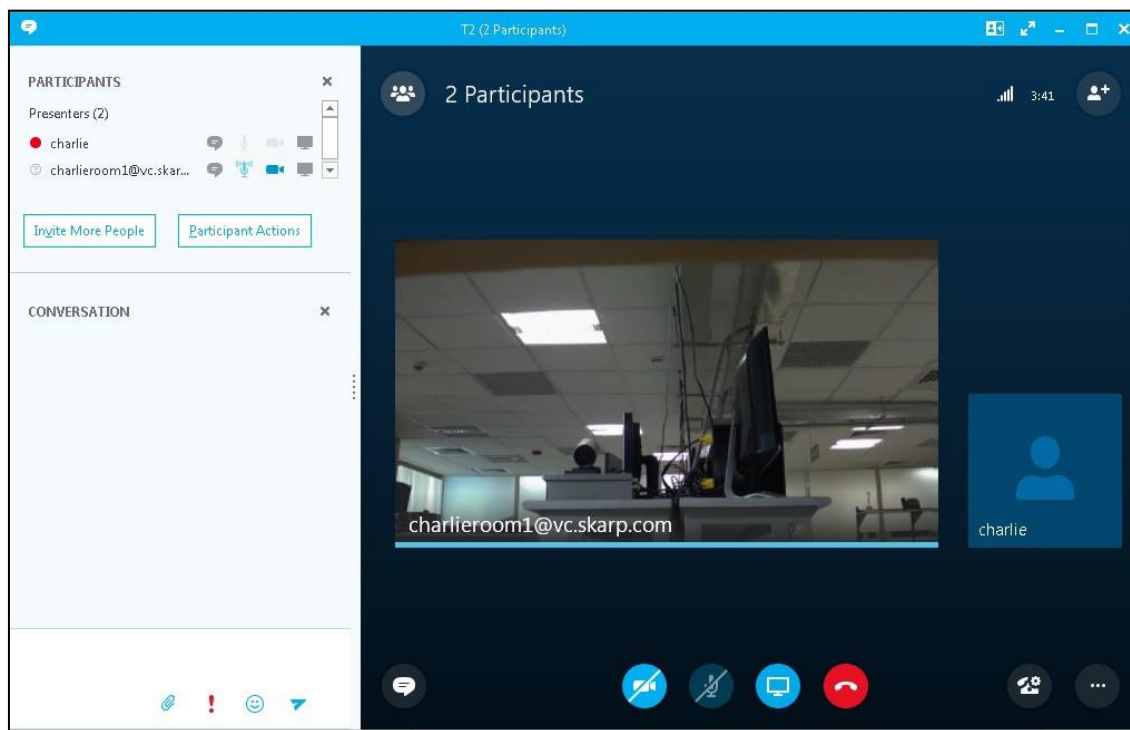 T2 (2 Participants)
PARTICIPANTS
Presenters (2)
charlie
charlieroom1@vc.skar...
Invite More People
Participant Actions
CONVERSATION
2 Participants
3:41
charlieroom1@vc.skarp.com
charlie